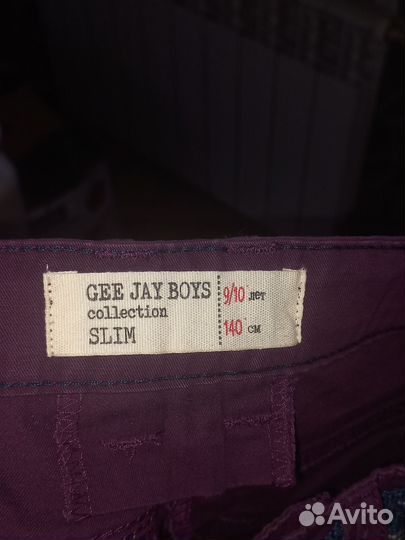 GEE JAY BOYS
collection
SLIM
9/10 лет
140 см
Avito